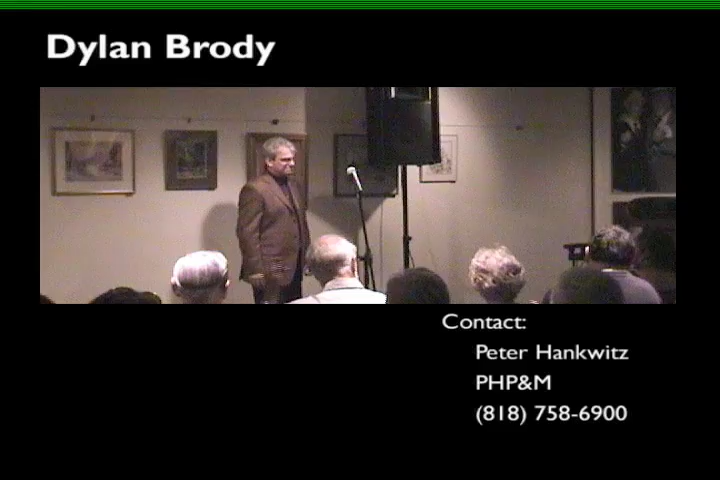 Dylan Brody
Contact:
Peter Hankwitz
PHP&M
(818) 758-6900